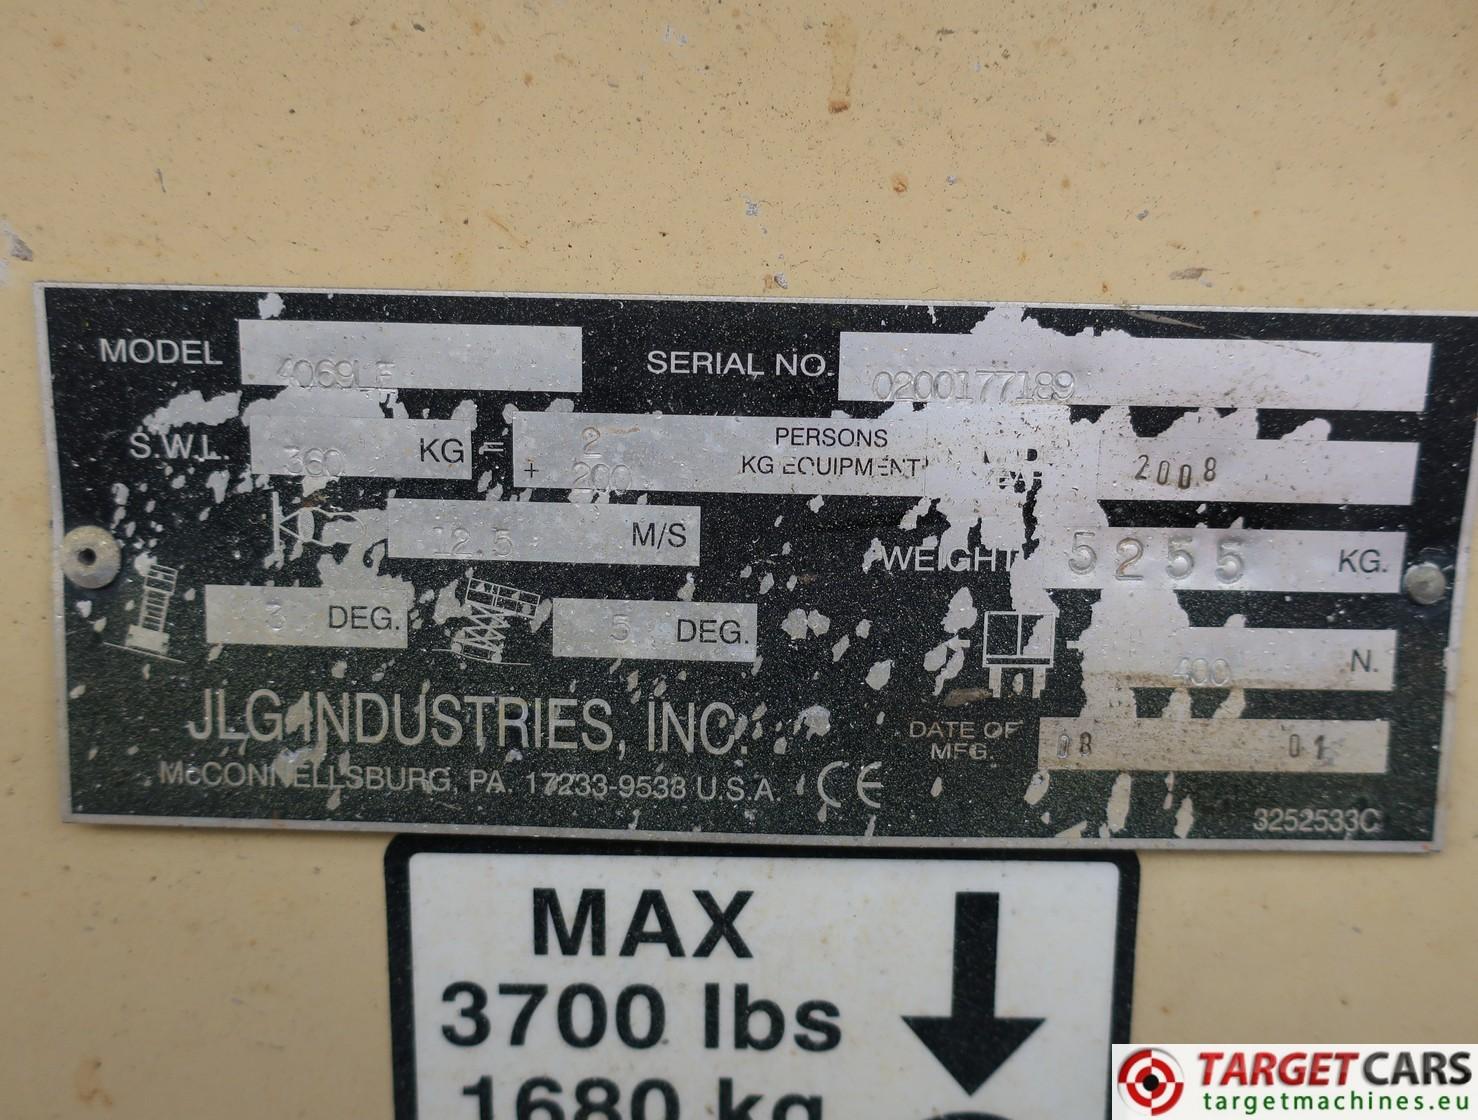 MODEL 4069LE SERIAL NO. 0200177189
S.W.L. 360 KG = 2 PERSONS
+ 200 KG EQUIPMENT 2008
12.5 M/S WEIGHT 5255 KG.
3 DEG. 5 DEG. 400 N.
JLG INDUSTRIES, INC. DATE OF MFG. 08 01
McCONNELLSBURG, PA. 17233-9533 U.S.A. CE
3252533C
MAX
3700 lbs
1680 kg
TARGET CARS
targetmachines.eu